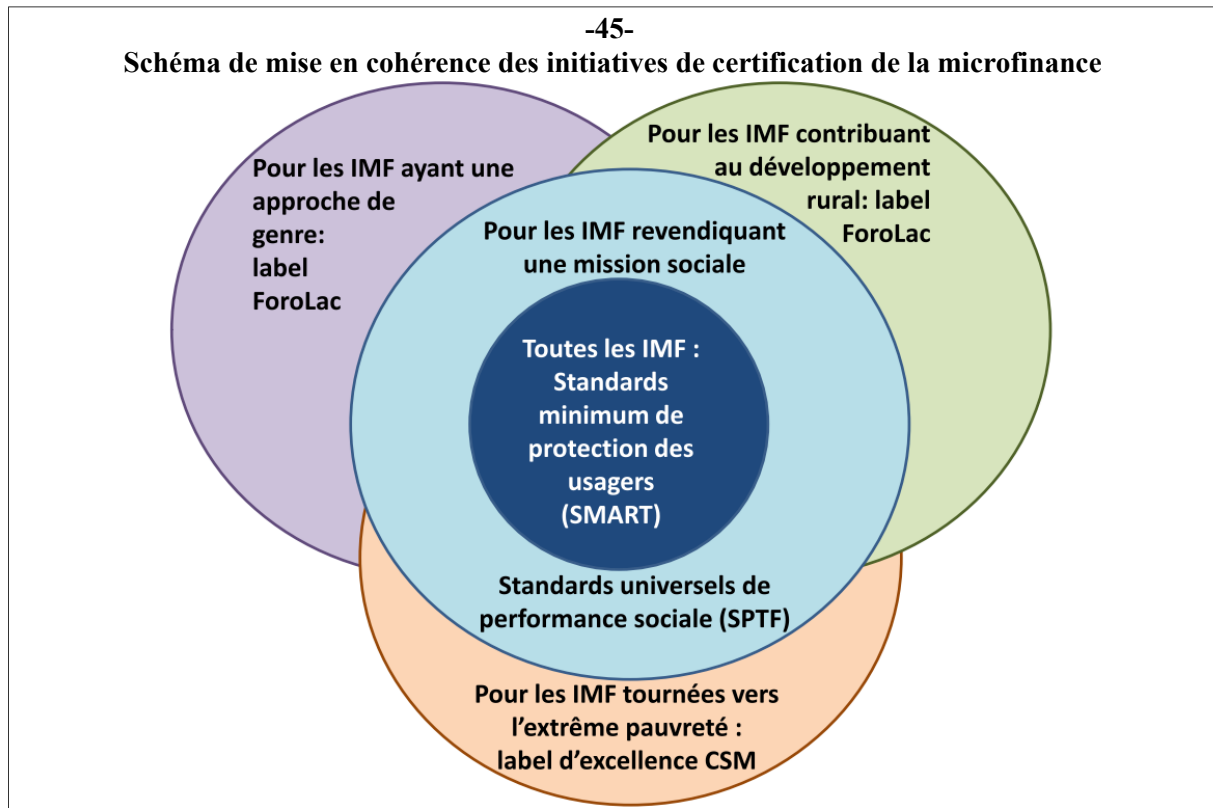 -45-
Schéma de mise en cohérence des initiatives de certification de la microfinance
Pour les IMF ayant une
approche de
genre:
label
ForoLac
Pour les IMF contribuant
au développement
rural: label
ForoLac
Pour les IMF revendiquant
une mission sociale
Toutes les IMF :
Standards
minimum de
protection des
usagers
(SMART)
Standards universels de
performance sociale (SPTF)
Pour les IMF tournées vers
l’extrême pauvreté :
label d’excellence CSM